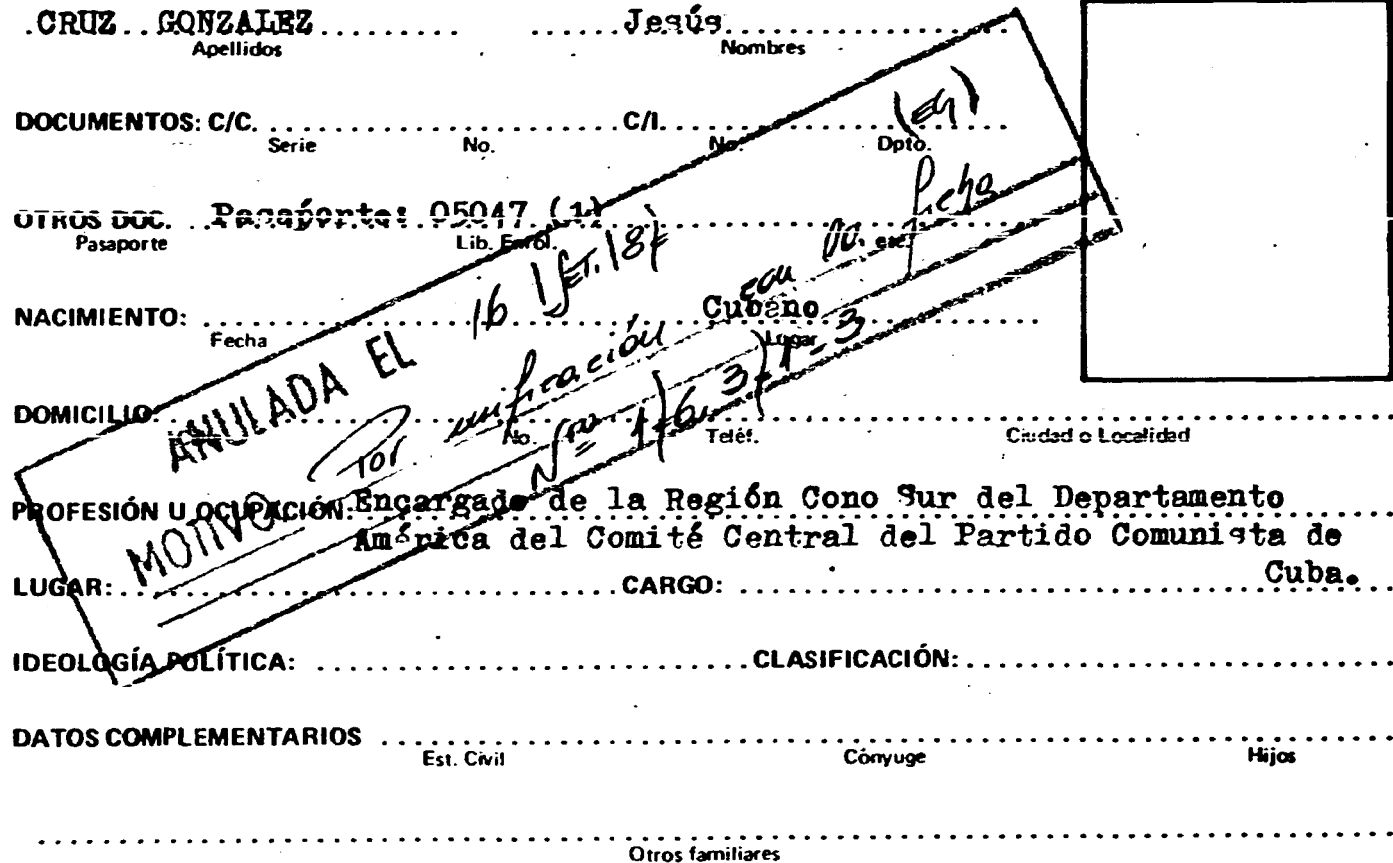 CRUZ GONZALEZ Jesús
Apellidos Nombres
DOCUMENTOS: C/C. C/I.
Serie No. No. Dpto.
OTROS DOC. Pasaporte: 05047 (1)
Pasaporte Lib. Enrol.
NACIMIENTO: Cubano
Fecha Lugar
DOMICILIO:
No. Teléf. Ciudad o Localidad
PROFESIÓN U OCUPACIÓN: Encargado de la Región Cono Sur del Departamento
América del Comité Central del Partido Comunista de
LUGAR: CARGO: Cuba.
IDEOLOGÍA POLÍTICA: CLASIFICACIÓN:
DATOS COMPLEMENTARIOS
Est. Civil Cónyuge Hijos
Otros familiares
ANULADA EL 16
MOTIVO Por unificación con ficha